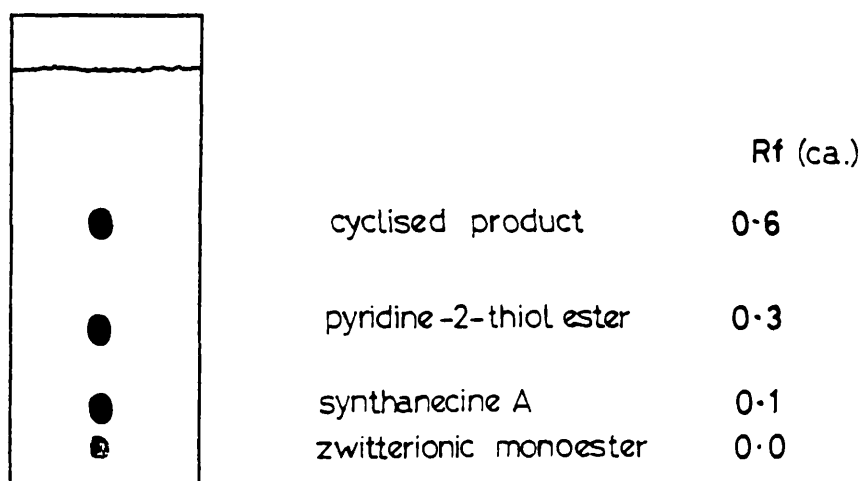 Rf (ca.)
cyclised product 0·6
pyridine-2-thiol ester 0·3
synthanecine A 0·1
zwitterionic monoester 0·0